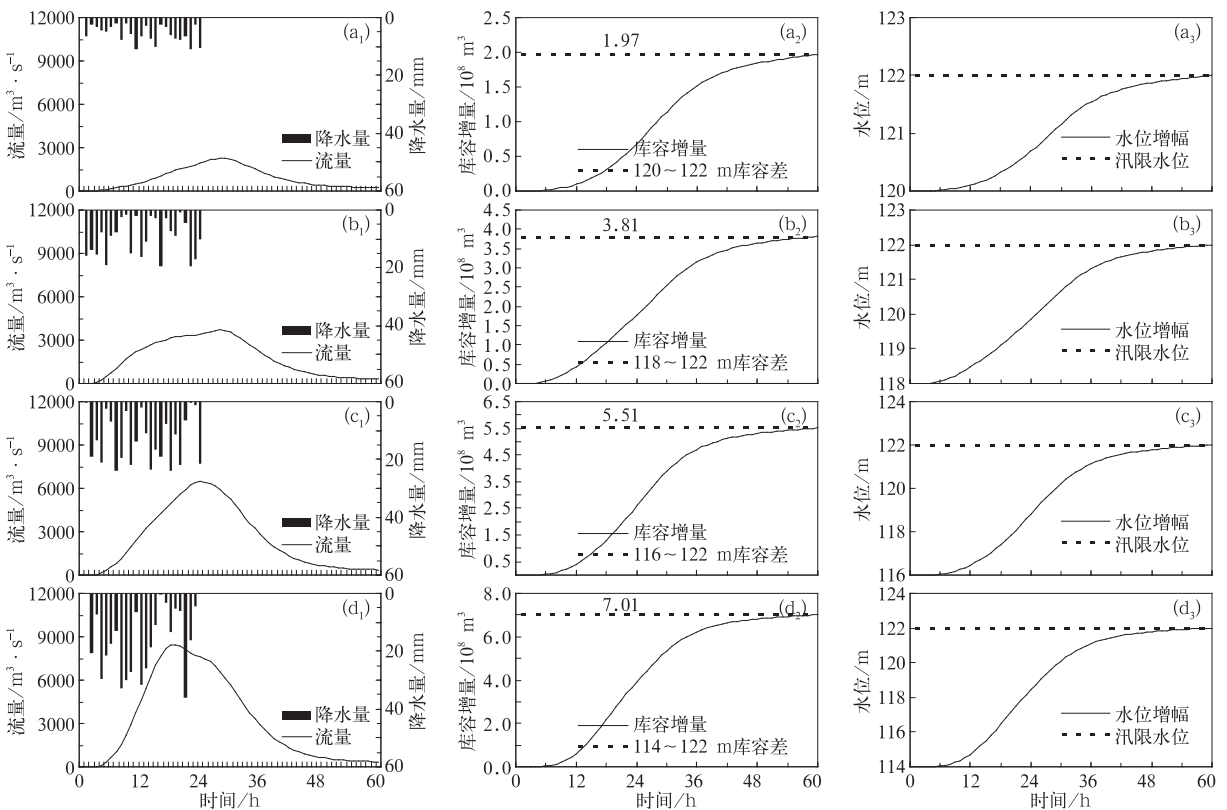 12000
9000
6000
3000
0
流量/m³·s⁻¹
0
20
40
60
降水量/mm
(a₁)
降水量
流量
2.5
2.0
1.5
1.0
0.5
0.0
库容增量/10⁸ m³
1.97
(a₂)
库容增量
120~122 m库容差
123
122
121
120
水位/m
(a₃)
水位增幅
汛限水位
12000
9000
6000
3000
0
流量/m³·s⁻¹
0
20
40
60
降水量/mm
(b₁)
降水量
流量
4.5
4.0
3.5
3.0
2.5
2.0
1.5
1.0
0.5
0.0
库容增量/10⁸ m³
3.81
(b₂)
库容增量
118~122 m库容差
123
122
121
120
119
118
水位/m
(b₃)
水位增幅
汛限水位
12000
9000
6000
3000
0
流量/m³·s⁻¹
0
20
40
60
降水量/mm
(c₁)
降水量
流量
6.5
5.5
4.5
3.5
2.5
1.5
0.5
库容增量/10⁸ m³
5.51
(c₂)
库容增量
116~122 m库容差
124
122
120
118
116
水位/m
(c₃)
水位增幅
汛限水位
12000
9000
6000
3000
0
流量/m³·s⁻¹
0
20
40
60
降水量/mm
(d₁)
降水量
流量
0 12 24 36 48 60
时间/h
8.0
6.0
4.0
2.0
0.0
库容增量/10⁸ m³
7.01
(d₂)
库容增量
114~122 m库容差
0 12 24 36 48 60
时间/h
124
122
120
118
116
114
水位/m
(d₃)
水位增幅
汛限水位
0 12 24 36 48 60
时间/h